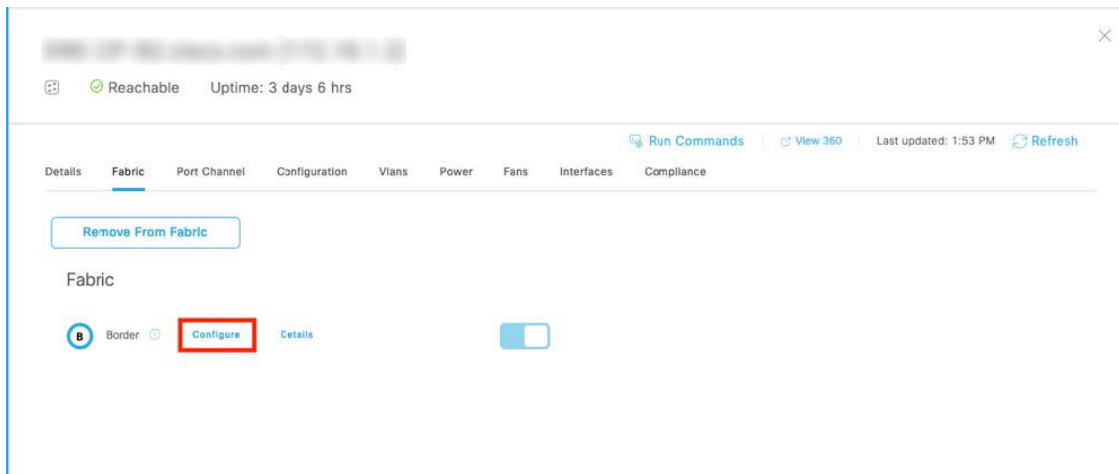 Reachable Uptime: 3 days 6 hrs
Run Commands View 360 Last updated: 1:53 PM Refresh
Details Fabric Port Channel Configuration Vlans Power Fans Interfaces Compliance
Remove From Fabric
Fabric
B Border Configure Details